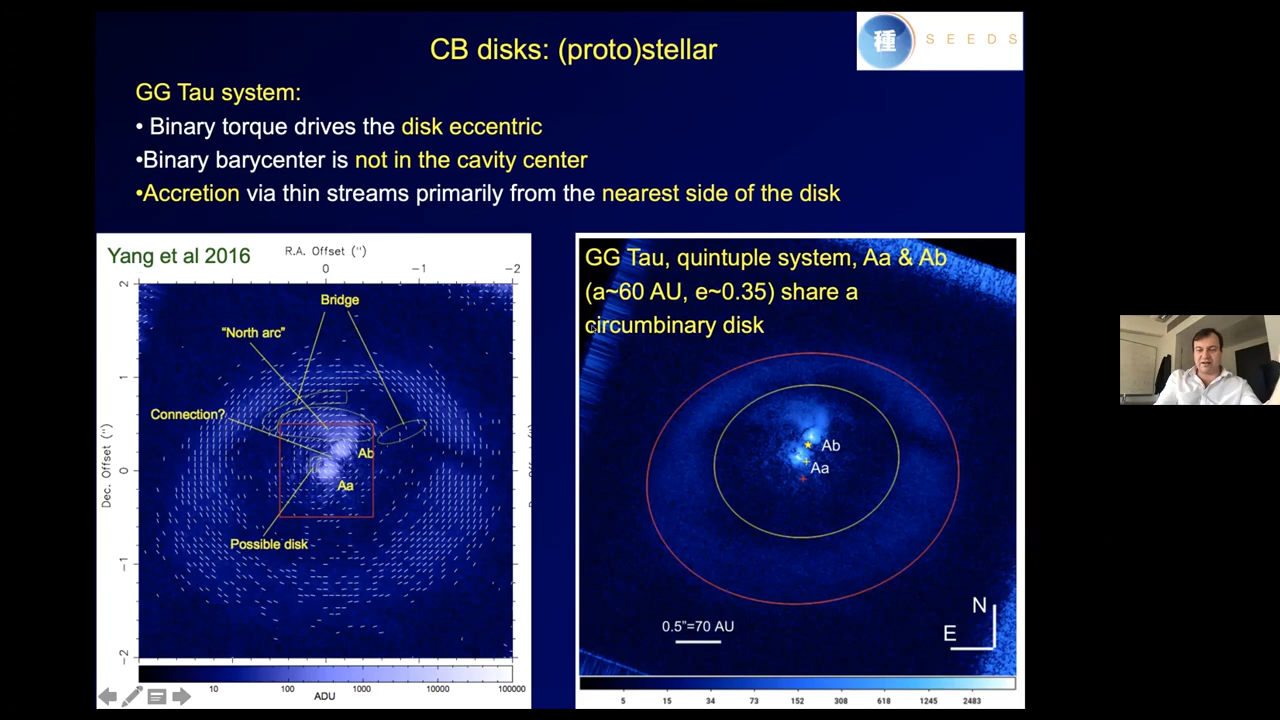 CB disks: (proto)stellar
種 SEEDS
GG Tau system:
• Binary torque drives the disk eccentric
•Binary barycenter is not in the cavity center
•Accretion via thin streams primarily from the nearest side of the disk
Yang et al 2016
R.A. Offset (")
0 −1 −2
2
1
0
−1
−2
Dec. Offset (")
Bridge
"North arc"
Connection?
Ab
Aa
Possible disk
10 100 1000 10000 100000
ADU
GG Tau, quintuple system, Aa & Ab
(a~60 AU, e~0.35) share a
circumbinary disk
Ab
Aa
0.5"=70 AU
N
E
5 15 34 73 152 308 618 1245 2483